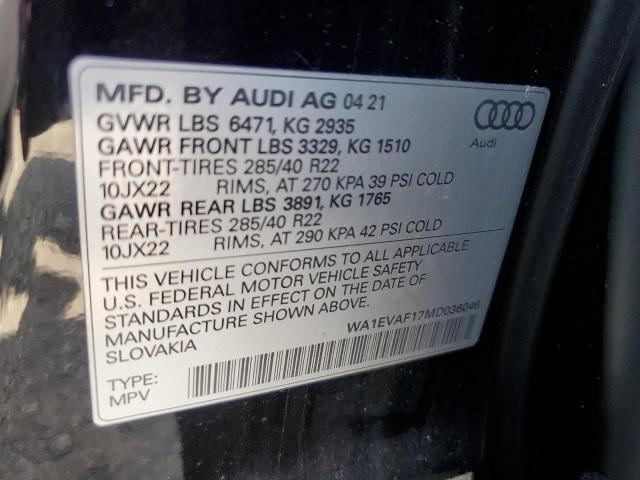 MFD. BY AUDI AG 04 21
GVWR LBS 6471, KG 2935
GAWR FRONT LBS 3329, KG 1510
FRONT-TIRES 285/40 R22
10JX22 RIMS, AT 270 KPA 39 PSI COLD
GAWR REAR LBS 3891, KG 1765
REAR-TIRES 285/40 R22
10JX22 RIMS, AT 290 KPA 42 PSI COLD
Audi
THIS VEHICLE CONFORMS TO ALL APPLICABLE
U.S. FEDERAL MOTOR VEHICLE SAFETY
STANDARDS IN EFFECT ON THE DATE OF
MANUFACTURE SHOWN ABOVE.
SLOVAKIA
WA1EVAF17MD036046
TYPE:
MPV